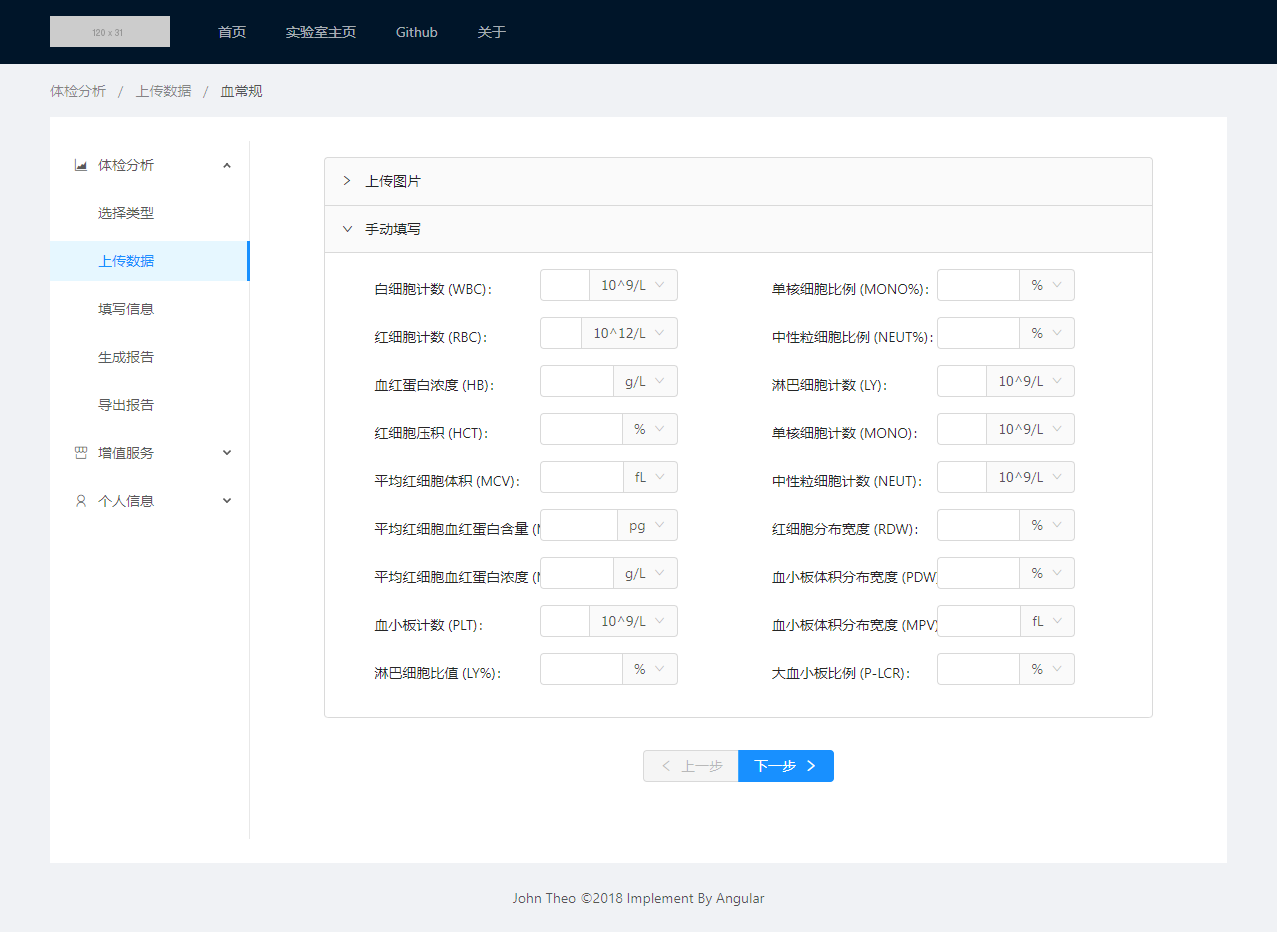 120 x 31
首页 实验室主页 Github 关于
体检分析 / 上传数据 / 血常规
体检分析
选择类型
上传数据
填写信息
生成报告
导出报告
增值服务
个人信息
上传图片
手动填写
白细胞计数 (WBC): 10^9/L 单核细胞比例 (MONO%): %
红细胞计数 (RBC): 10^12/L 中性粒细胞比例 (NEUT%): %
血红蛋白浓度 (HB): g/L 淋巴细胞计数 (LY): 10^9/L
红细胞压积 (HCT): % 单核细胞计数 (MONO): 10^9/L
平均红细胞体积 (MCV): fL 中性粒细胞计数 (NEUT): 10^9/L
平均红细胞血红蛋白含量 ( pg 红细胞分布宽度 (RDW): %
平均红细胞血红蛋白浓度 ( g/L 血小板体积分布宽度 (PDW %
血小板计数 (PLT): 10^9/L 血小板体积分布宽度 (MPV) fL
淋巴细胞比值 (LY%): % 大血小板比例 (P-LCR): %
上一步 下一步
John Theo ©2018 Implement By Angular